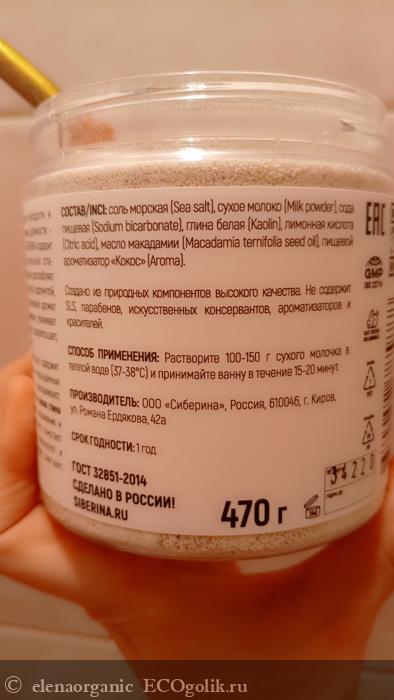 СОСТАВ/INCI: соль морская (Sea salt), сухое молоко (Milk powder), сода
пищевая (Sodium bicarbonate), глина белая (Kaolin), лимонная кислота
(Citric acid), масло макадамии (Macadamia ternifolia seed oil), пищевой
ароматизатор «Кокос» (Aroma).
Создано из природных компонентов высокого качества. Не содержит
SLS, парабенов, искусственных консервантов, ароматизаторов и
красителей.
СПОСОБ ПРИМЕНЕНИЯ: Растворите 100-150 г сухого молочка в
теплой воде (37-38°С) и принимайте ванну в течение 15-20 минут.
ПРОИЗВОДИТЕЛЬ: ООО «Сиберина», Россия, 610046, г. Киров,
ул. Романа Ердякова, 42а
СРОК ГОДНОСТИ: 1 год
ГОСТ 32851-2014
СДЕЛАНО В РОССИИ!
SIBERINA.RU
470 г
EAC
GMP
ISO 22716
34220
© elenaorganic ECOgolik.ru